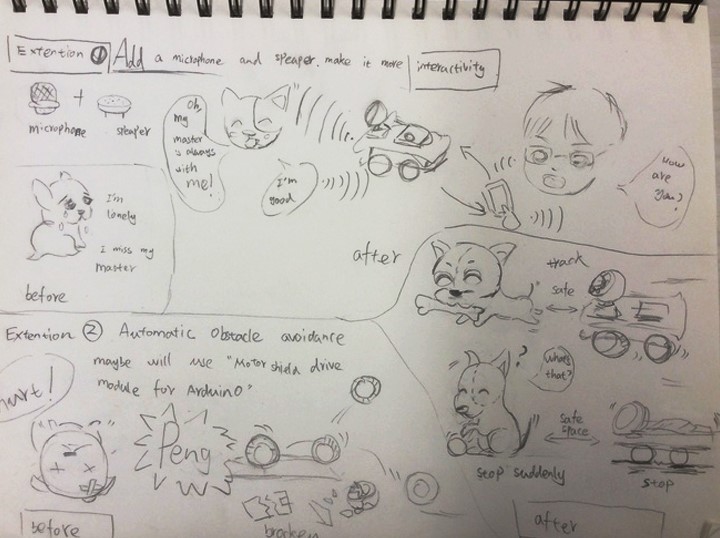 Extention ① Add a microphone and speaper. make it more interactivity
microphone + speaper
Oh,
my
master
is always
with
me!
I'm
good
How
are
you?
I'm
lonely
I miss my
master
before
after
track
safe
Extention ② Automatic Obstacle avoidance
maybe will use "Motor shield drive
module for Arduino"
hurt!
Peng
brocken
before
?
what's
that?
safe
space
stop suddenly
stop
after